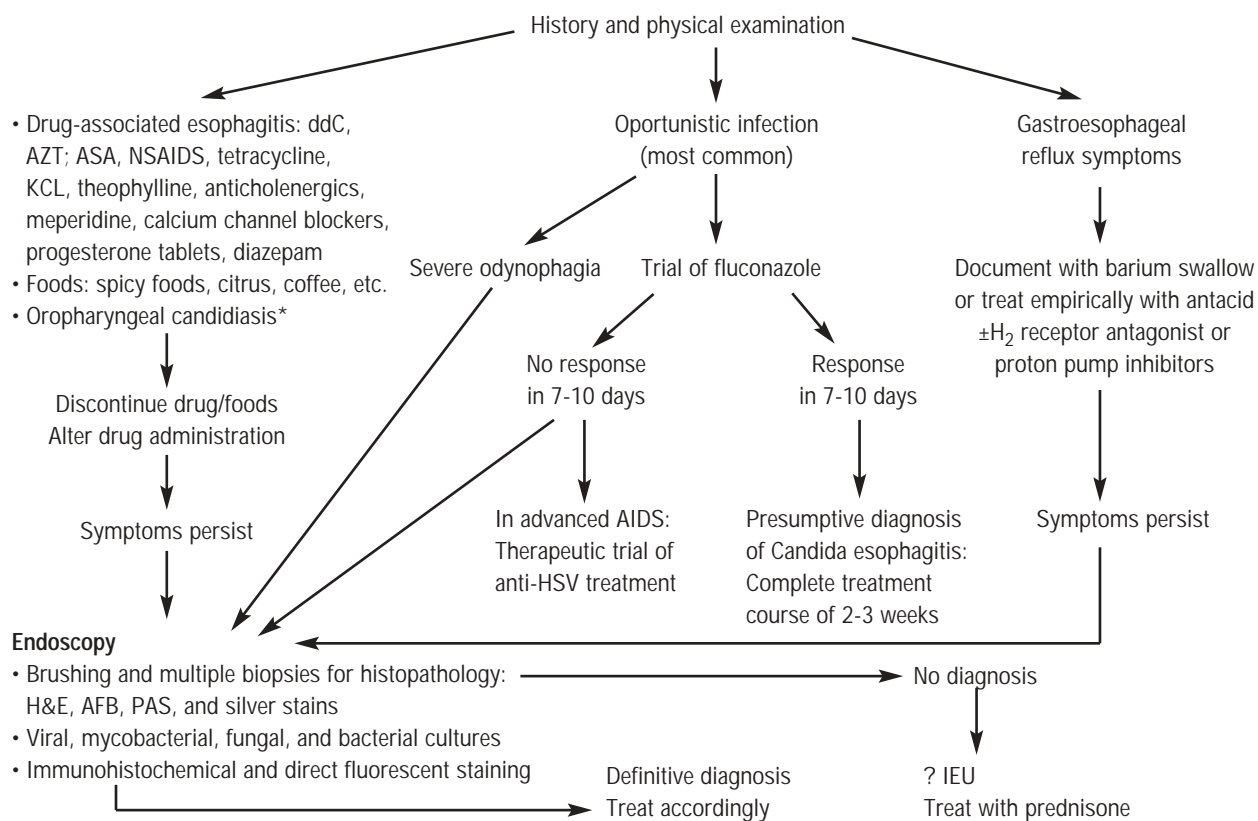 History and physical examination
• Drug-associated esophagitis: ddC,
AZT; ASA, NSAIDS, tetracycline,
KCL, theophylline, anticholenergics,
meperidine, calcium channel blockers,
progesterone tablets, diazepam
• Foods: spicy foods, citrus, coffee, etc.
• Oropharyngeal candidiasis*
Oportunistic infection
(most common)
Gastroesophageal
reflux symptoms
Severe odynophagia
Trial of fluconazole
Document with barium swallow
or treat empirically with antacid
±H₂ receptor antagonist or
proton pump inhibitors
No response
in 7-10 days
Response
in 7-10 days
Discontinue drug/foods
Alter drug administration
Symptoms persist
In advanced AIDS:
Therapeutic trial of
anti-HSV treatment
Presumptive diagnosis
of Candida esophagitis:
Complete treatment
course of 2-3 weeks
Symptoms persist
Endoscopy
• Brushing and multiple biopsies for histopathology:
H&E, AFB, PAS, and silver stains
• Viral, mycobacterial, fungal, and bacterial cultures
• Immunohistochemical and direct fluorescent staining
No diagnosis
Definitive diagnosis
Treat accordingly
? IEU
Treat with prednisone